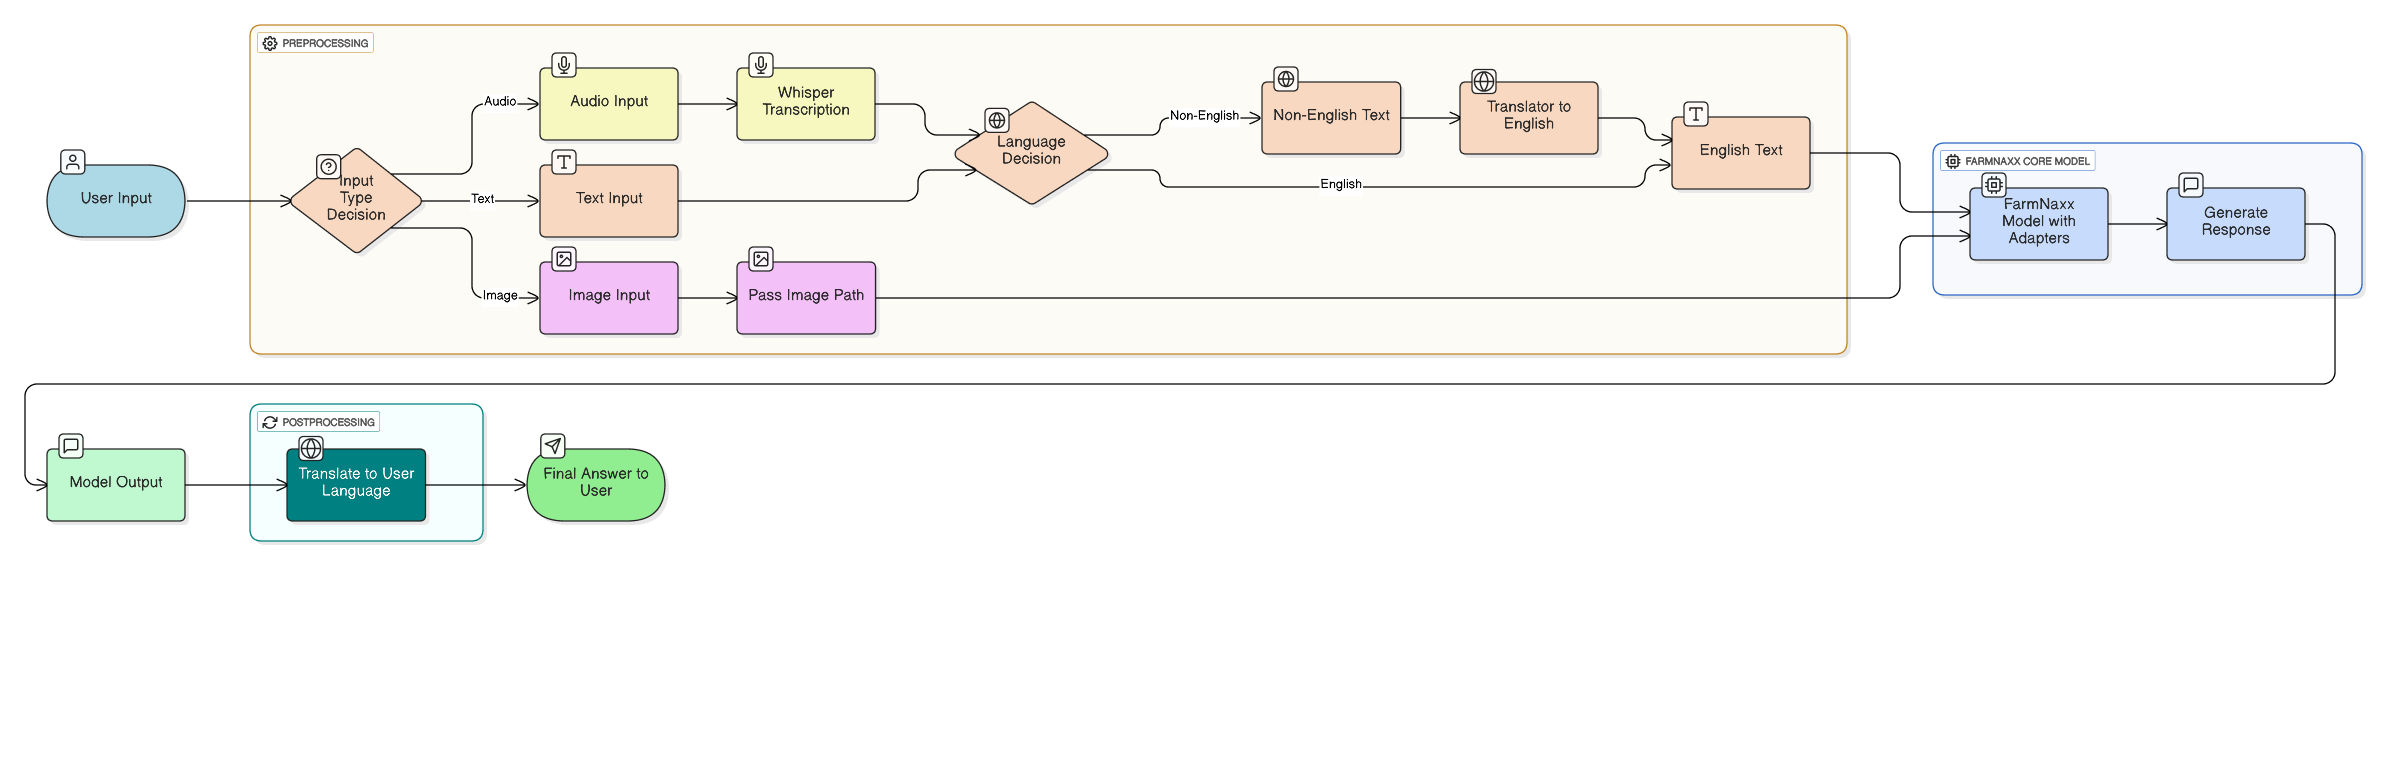 PREPROCESSING
Audio Input
Whisper
Transcription
Audio
Non-English
Non-English Text
Translator to
English
Language
Decision
English Text
User Input
Input
Type
Decision
Text
Text Input
English
FARMNAXX CORE MODEL
FarmNaxx
Model with
Adapters
Generate
Response
Image
Image Input
Pass Image Path
POSTPROCESSING
Model Output
Translate to User
Language
Final Answer to
User